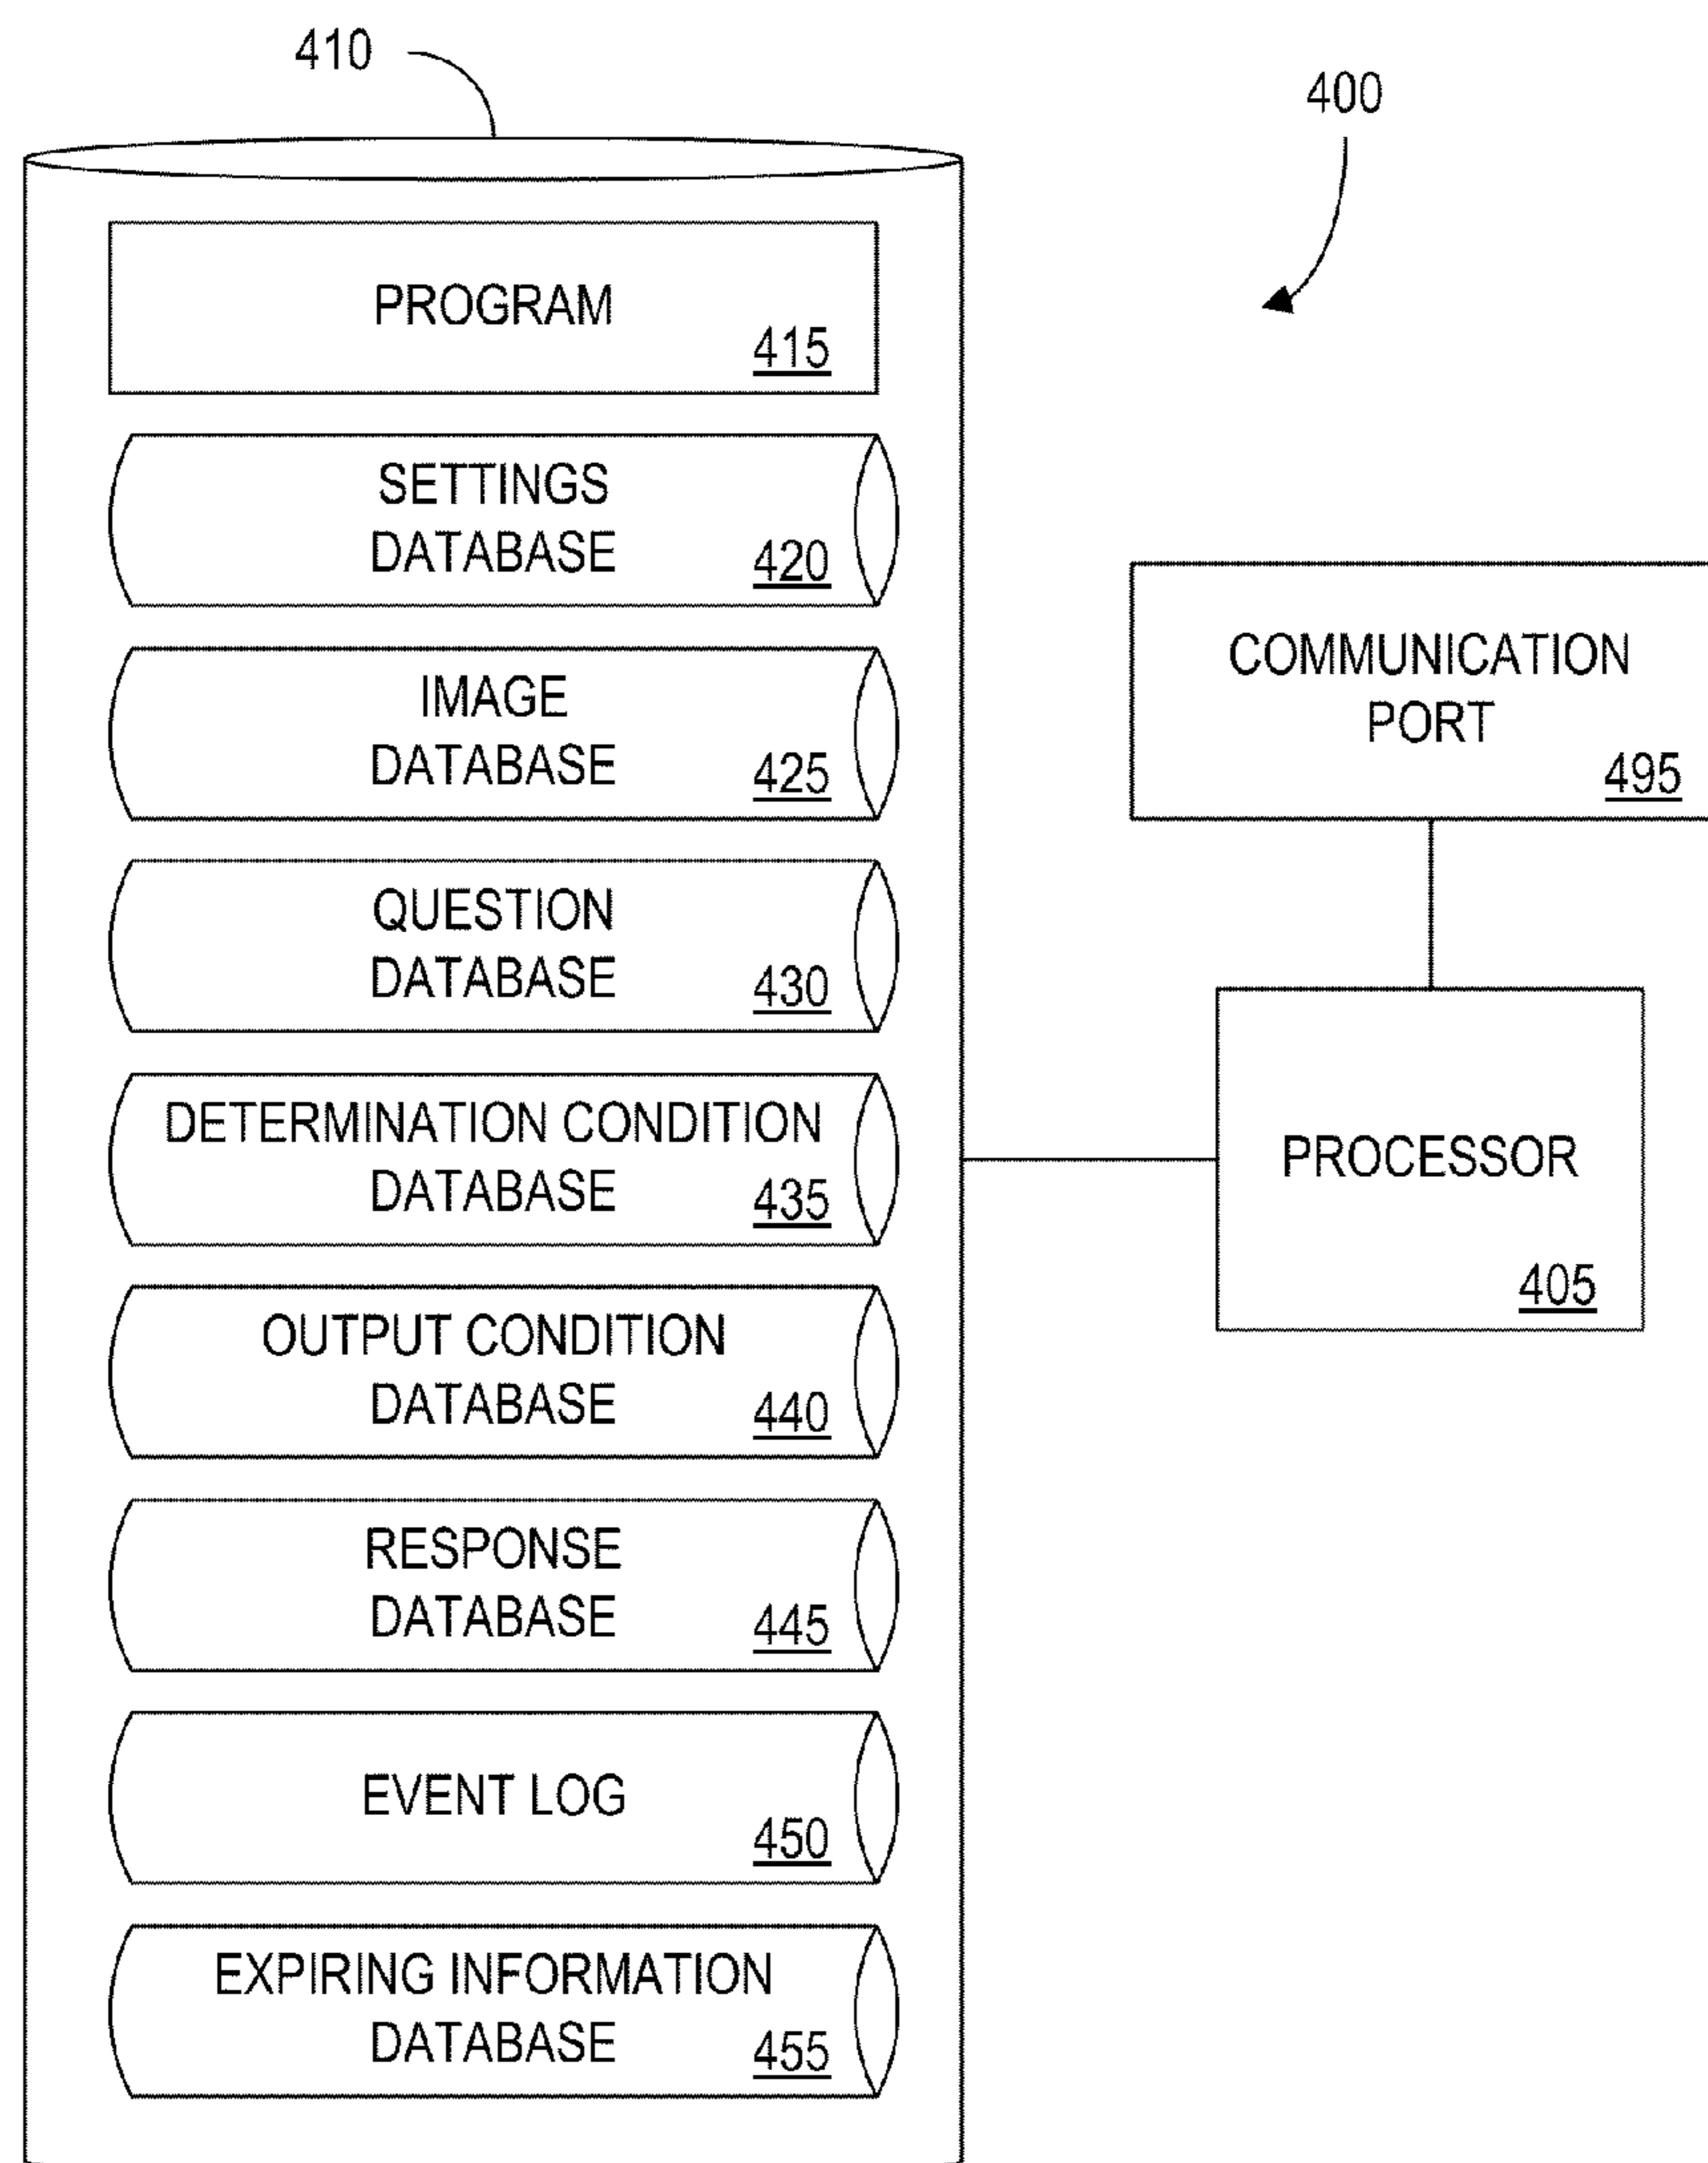 410
400
PROGRAM
415
SETTINGS
DATABASE
420
IMAGE
DATABASE
425
QUESTION
DATABASE
430
DETERMINATION CONDITION
DATABASE
435
OUTPUT CONDITION
DATABASE
440
RESPONSE
DATABASE
445
EVENT LOG
450
EXPIRING INFORMATION
DATABASE
455
COMMUNICATION
PORT
495
PROCESSOR
405